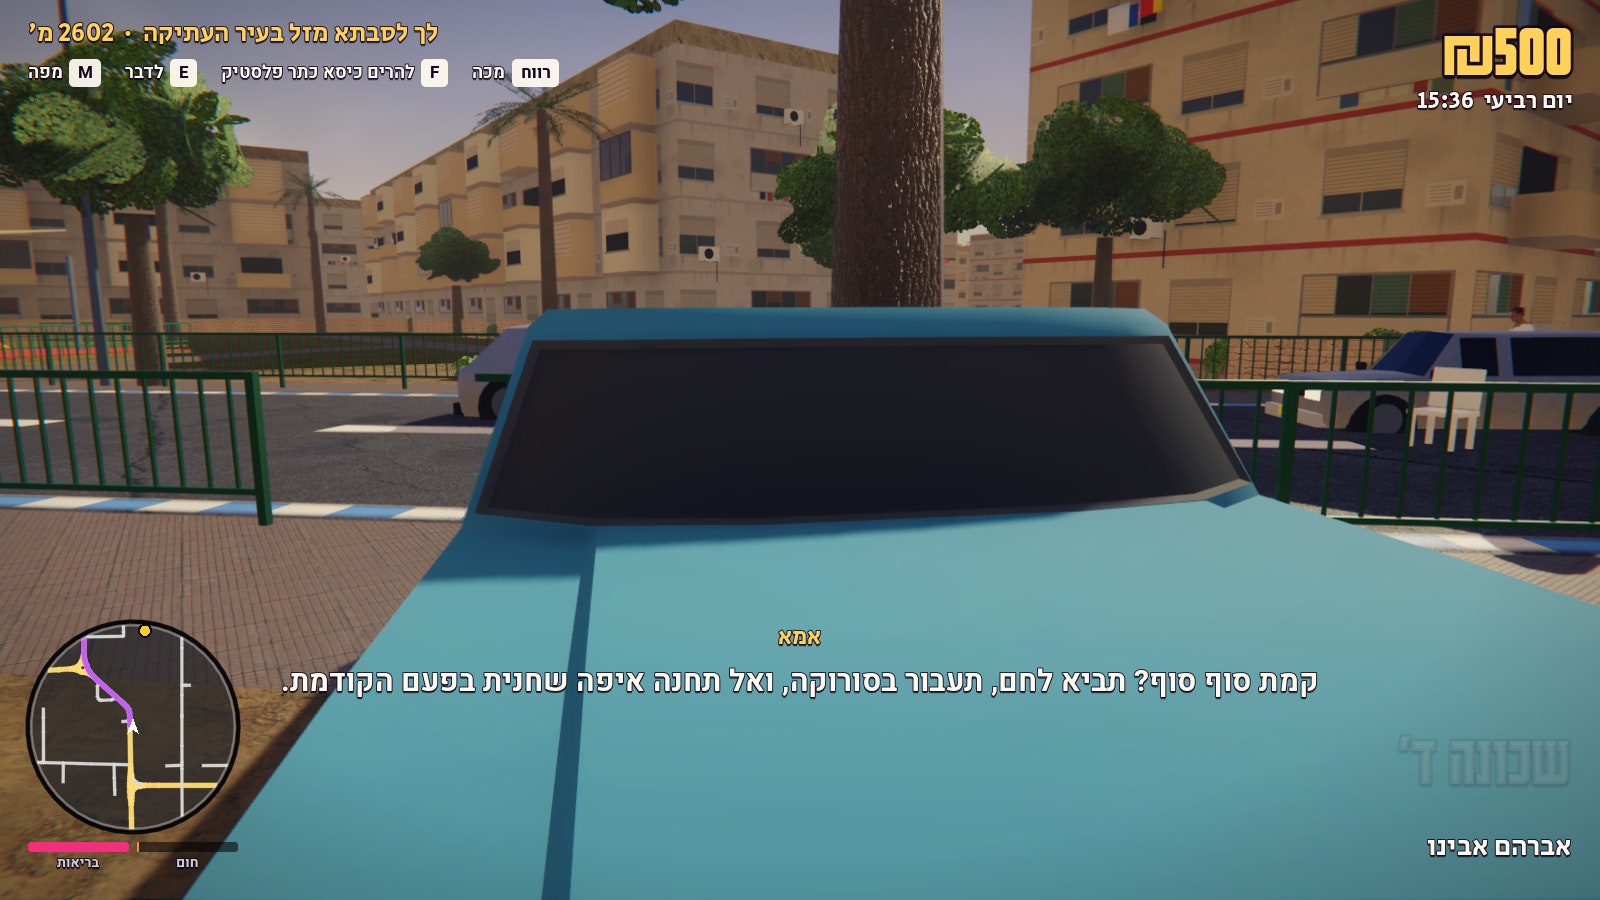 לך לסבתא מזל בעיר העתיקה · 2602 מ'
רווח מכה F להרים כיסא כתר פלסטיק E לדבר M מפה
₪500
יום רביעי 15:36
אמא
קמת סוף סוף? תביא לחם, תעבור בסורוקה, ואל תחנה איפה שחנית בפעם הקודמת.
שכונה ד'
אברהם אבינו
בריאות
חום